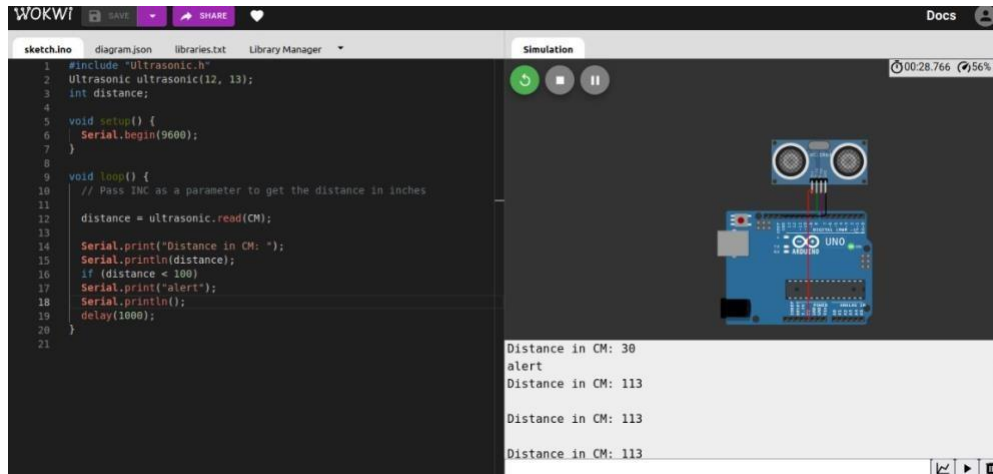 WOKWi SAVE SHARE Docs
sketch.ino diagram.json libraries.txt Library Manager
Simulation
1 #include "Ultrasonic.h"
2 Ultrasonic ultrasonic(12, 13);
3 int distance;
4
5 void setup() {
6 Serial.begin(9600);
7 }
8
9 void loop() {
10 // Pass INC as a parameter to get the distance in inches
11
12 distance = ultrasonic.read(CM);
13
14 Serial.print("Distance in CM: ");
15 Serial.println(distance);
16 if (distance < 100)
17 Serial.print("alert");
18 Serial.println();
19 delay(1000);
20 }
21
00:28.766 56%
UNO
ARDUINO
Distance in CM: 30
alert
Distance in CM: 113
Distance in CM: 113
Distance in CM: 113